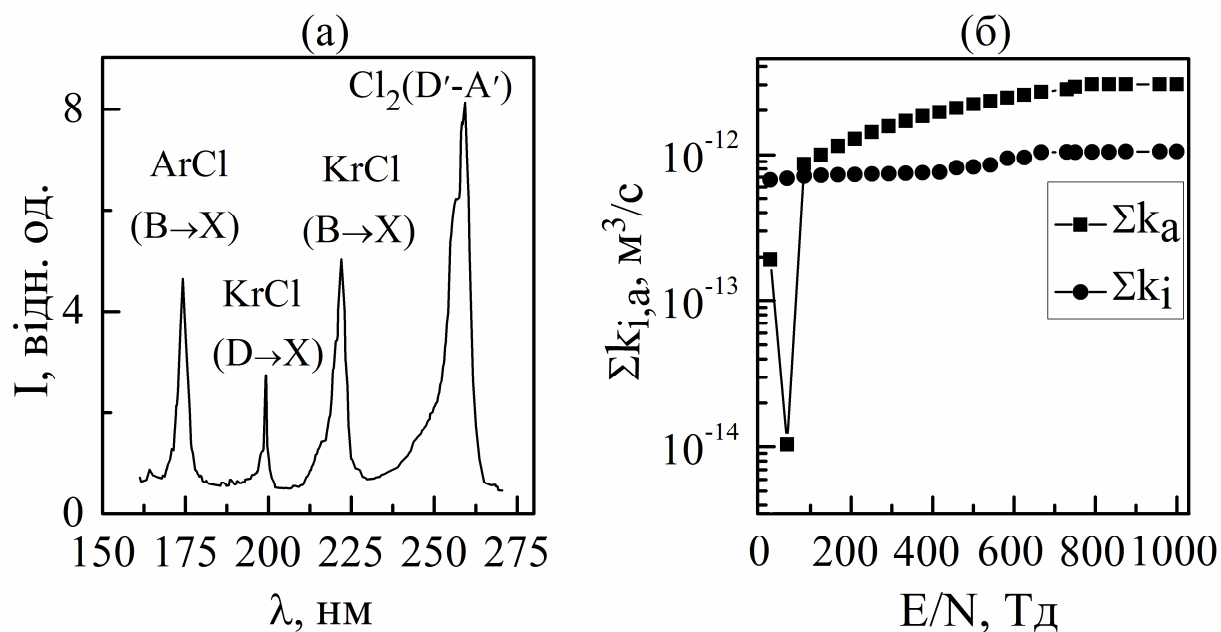 (а)
I, відн. од.
8
4
0
ArCl
(B→X)
KrCl
(D→X)
KrCl
(B→X)
Cl₂(D′-A′)
150 175 200 225 250 275
λ, нм
(б)
Σkᵢ,ₐ, м³/с
10⁻¹²
10⁻¹³
10⁻¹⁴
Σkₐ
Σkᵢ
0 200 400 600 800 1000
E/N, Тд